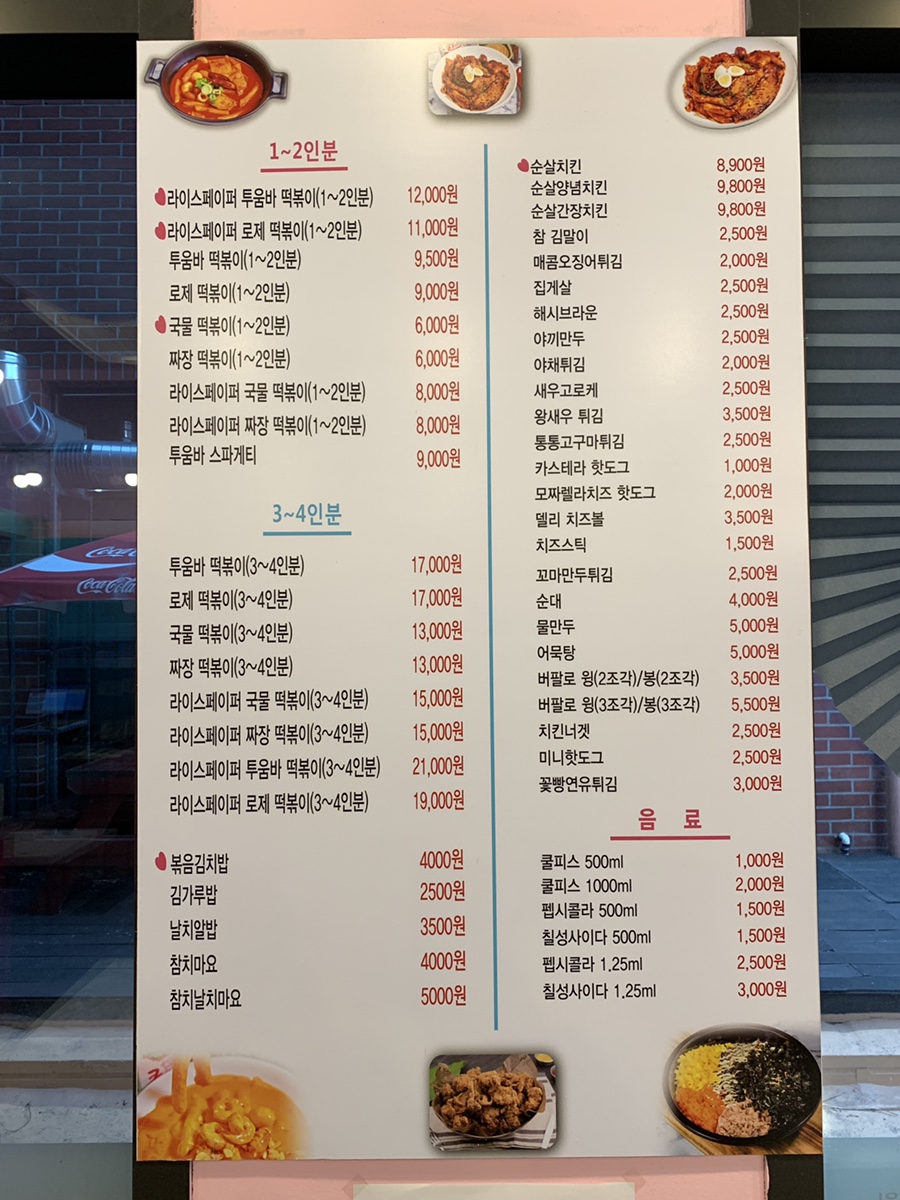 1~2인분
라이스페이퍼 투움바 떡볶이(1~2인분) 12,000원
라이스페이퍼 로제 떡볶이(1~2인분) 11,000원
투움바 떡볶이(1~2인분) 9,500원
로제 떡볶이(1~2인분) 9,000원
국물 떡볶이(1~2인분) 6,000원
짜장 떡볶이(1~2인분) 6,000원
라이스페이퍼 국물 떡볶이(1~2인분) 8,000원
라이스페이퍼 짜장 떡볶이(1~2인분) 8,000원
투움바 스파게티 9,000원
3~4인분
투움바 떡볶이(3~4인분) 17,000원
로제 떡볶이(3~4인분) 17,000원
국물 떡볶이(3~4인분) 13,000원
짜장 떡볶이(3~4인분) 13,000원
라이스페이퍼 국물 떡볶이(3~4인분) 15,000원
라이스페이퍼 짜장 떡볶이(3~4인분) 15,000원
라이스페이퍼 투움바 떡볶이(3~4인분) 21,000원
라이스페이퍼 로제 떡볶이(3~4인분) 19,000원
볶음김치밥 4000원
김가루밥 2500원
날치알밥 3500원
참치마요 4000원
참치날치마요 5000원
순살치킨 8,900원
순살양념치킨 9,800원
순살간장치킨 9,800원
참 김말이 2,500원
매콤오징어튀김 2,000원
집게살 2,500원
해시브라운 2,500원
야끼만두 2,500원
야채튀김 2,000원
새우고로케 2,500원
왕새우 튀김 3,500원
통통고구마튀김 2,500원
카스테라 핫도그 1,000원
모짜렐라치즈 핫도그 2,000원
델리 치즈볼 3,500원
치즈스틱 1,500원
꼬마만두튀김 2,500원
순대 4,000원
물만두 5,000원
어묵탕 5,000원
버팔로 윙(2조각)/봉(2조각) 3,500원
버팔로 윙(3조각)/봉(3조각) 5,500원
치킨너겟 2,500원
미니핫도그 2,500원
꽃빵연유튀김 3,000원
음 료
쿨피스 500ml 1,000원
쿨피스 1000ml 2,000원
펩시콜라 500ml 1,500원
칠성사이다 500ml 1,500원
펩시콜라 1.25ml 2,500원
칠성사이다 1.25ml 3,000원
Coca-Cola
Coca-Cola